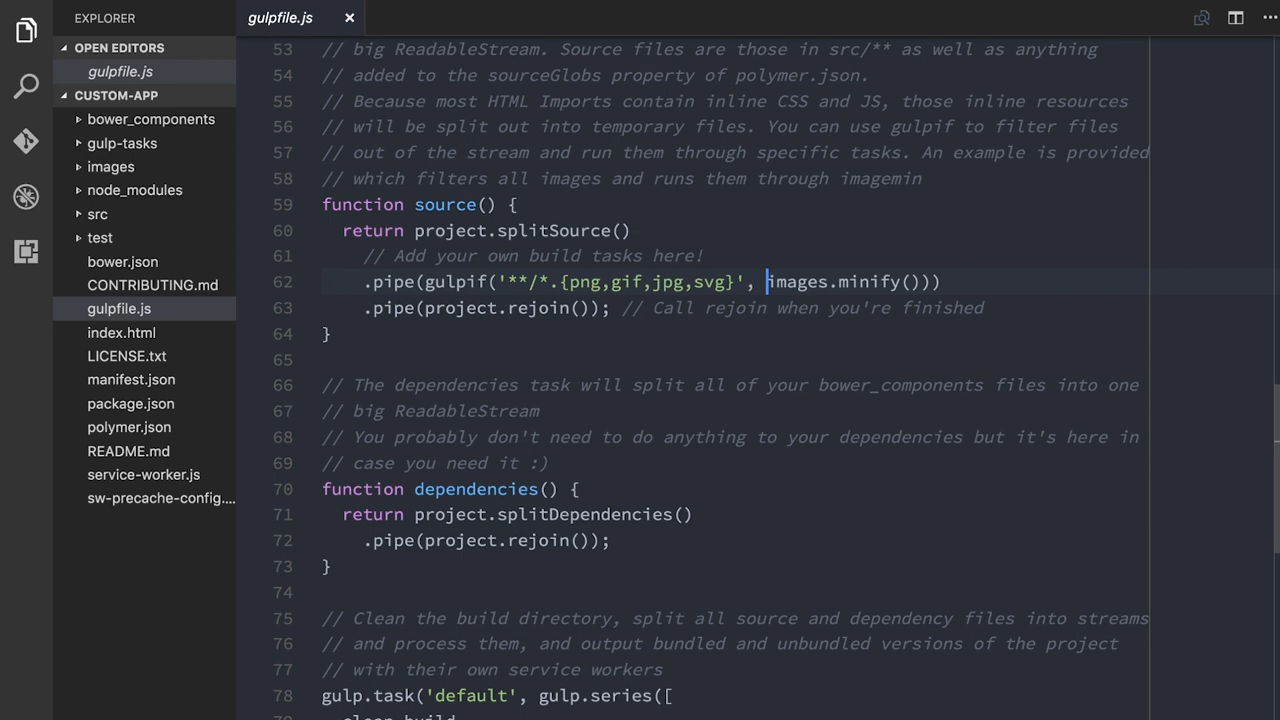 EXPLORER
OPEN EDITORS
gulpfile.js
CUSTOM-APP
bower_components
gulp-tasks
images
node_modules
src
test
bower.json
CONTRIBUTING.md
gulpfile.js
index.html
LICENSE.txt
manifest.json
package.json
polymer.json
README.md
service-worker.js
sw-precache-config....
gulpfile.js
53 // big ReadableStream. Source files are those in src/** as well as anything
54 // added to the sourceGlobs property of polymer.json.
55 // Because most HTML Imports contain inline CSS and JS, those inline resources
56 // will be split out into temporary files. You can use gulpif to filter files
57 // out of the stream and run them through specific tasks. An example is provided
58 // which filters all images and runs them through imagemin
59 function source() {
60 return project.splitSource()
61 // Add your own build tasks here!
62 .pipe(gulpif('**/*.{png,gif,jpg,svg}', images.minify()))
63 .pipe(project.rejoin()); // Call rejoin when you're finished
64 }
65
66 // The dependencies task will split all of your bower_components files into one
67 // big ReadableStream
68 // You probably don't need to do anything to your dependencies but it's here in
69 // case you need it :)
70 function dependencies() {
71 return project.splitDependencies()
72 .pipe(project.rejoin());
73 }
74
75 // Clean the build directory, split all source and dependency files into streams
76 // and process them, and output bundled and unbundled versions of the project
77 // with their own service workers
78 gulp.task('default', gulp.series([